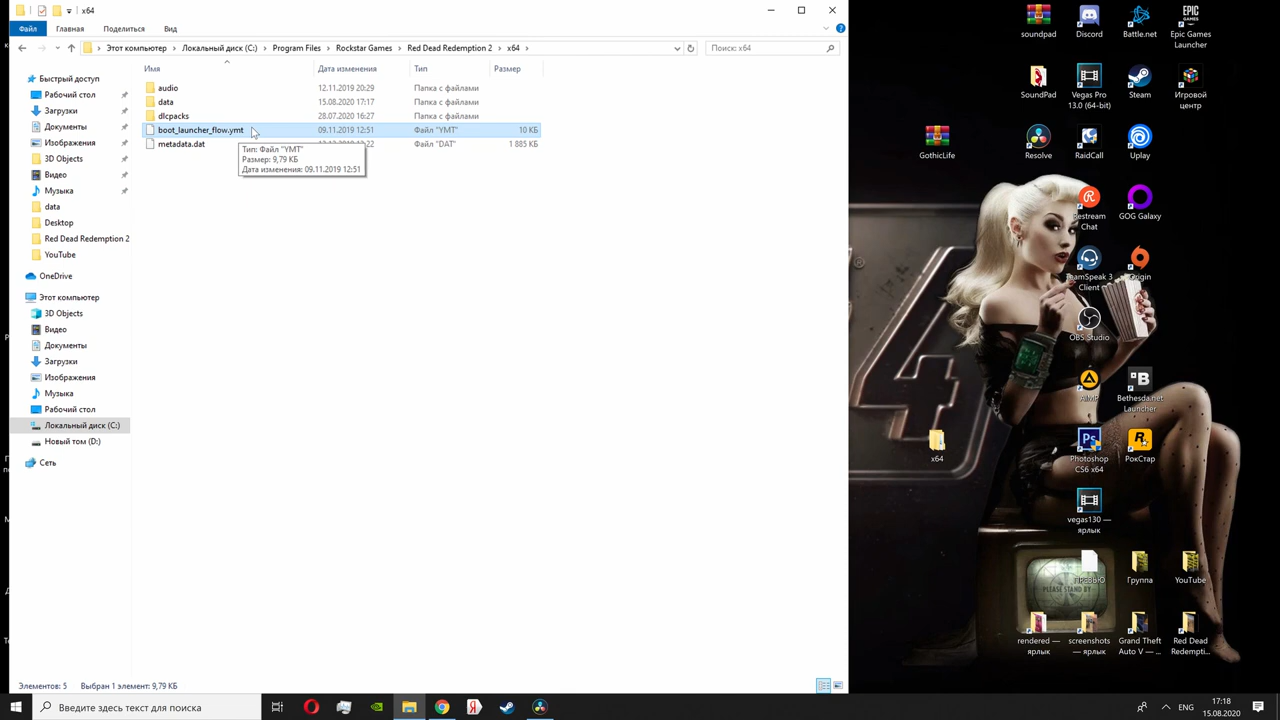 x64
Файл Главная Поделиться Вид
Этот компьютер › Локальный диск (C:) › Program Files › Rockstar Games › Red Dead Redemption 2 › x64 ›
Поиск: x64
Имя Дата изменения Тип Размер
audio 12.11.2019 20:29 Папка с файлами
data 15.08.2020 17:17 Папка с файлами
dlcpacks 28.07.2020 16:27 Папка с файлами
boot_launcher_flow.ymt 09.11.2019 12:51 Файл "YMT" 10 КБ
metadata.dat Файл "DAT" 1 885 КБ
Тип: Файл "YMT"
Размер: 9,79 КБ
Дата изменения: 09.11.2019 12:51
Быстрый доступ
Рабочий стол
Загрузки
Документы
Изображения
3D Objects
Видео
Музыка
data
Desktop
Red Dead Redemption 2
YouTube
OneDrive
Этот компьютер
3D Objects
Видео
Документы
Загрузки
Изображения
Музыка
Рабочий стол
Локальный диск (C:)
Новый том (D:)
Сеть
Элементов: 5 Выбран 1 элемент: 9,79 КБ
soundpad
Discord
Battle.net
Epic Games
Launcher
SoundPad
Vegas Pro
13.0 (64-bit)
Steam
Игровой
центр
GothicLife
Resolve
RaidCall
Uplay
Restream
Chat
GOG Galaxy
TeamSpeak 3
Client
Origin
OBS Studio
AIMP
Bethesda.net
Launcher
x64
Photoshop
CS6 x64
РокСтар
vegas130 —
ярлык
ПРЕВЬЮ
Группа
YouTube
PLEASE STAND BY
rendered —
ярлык
screenshots
— ярлык
Grand Theft
Auto V — ...
Red Dead
Redempti...
Введите здесь текст для поиска
ENG
17:18
15.08.2020